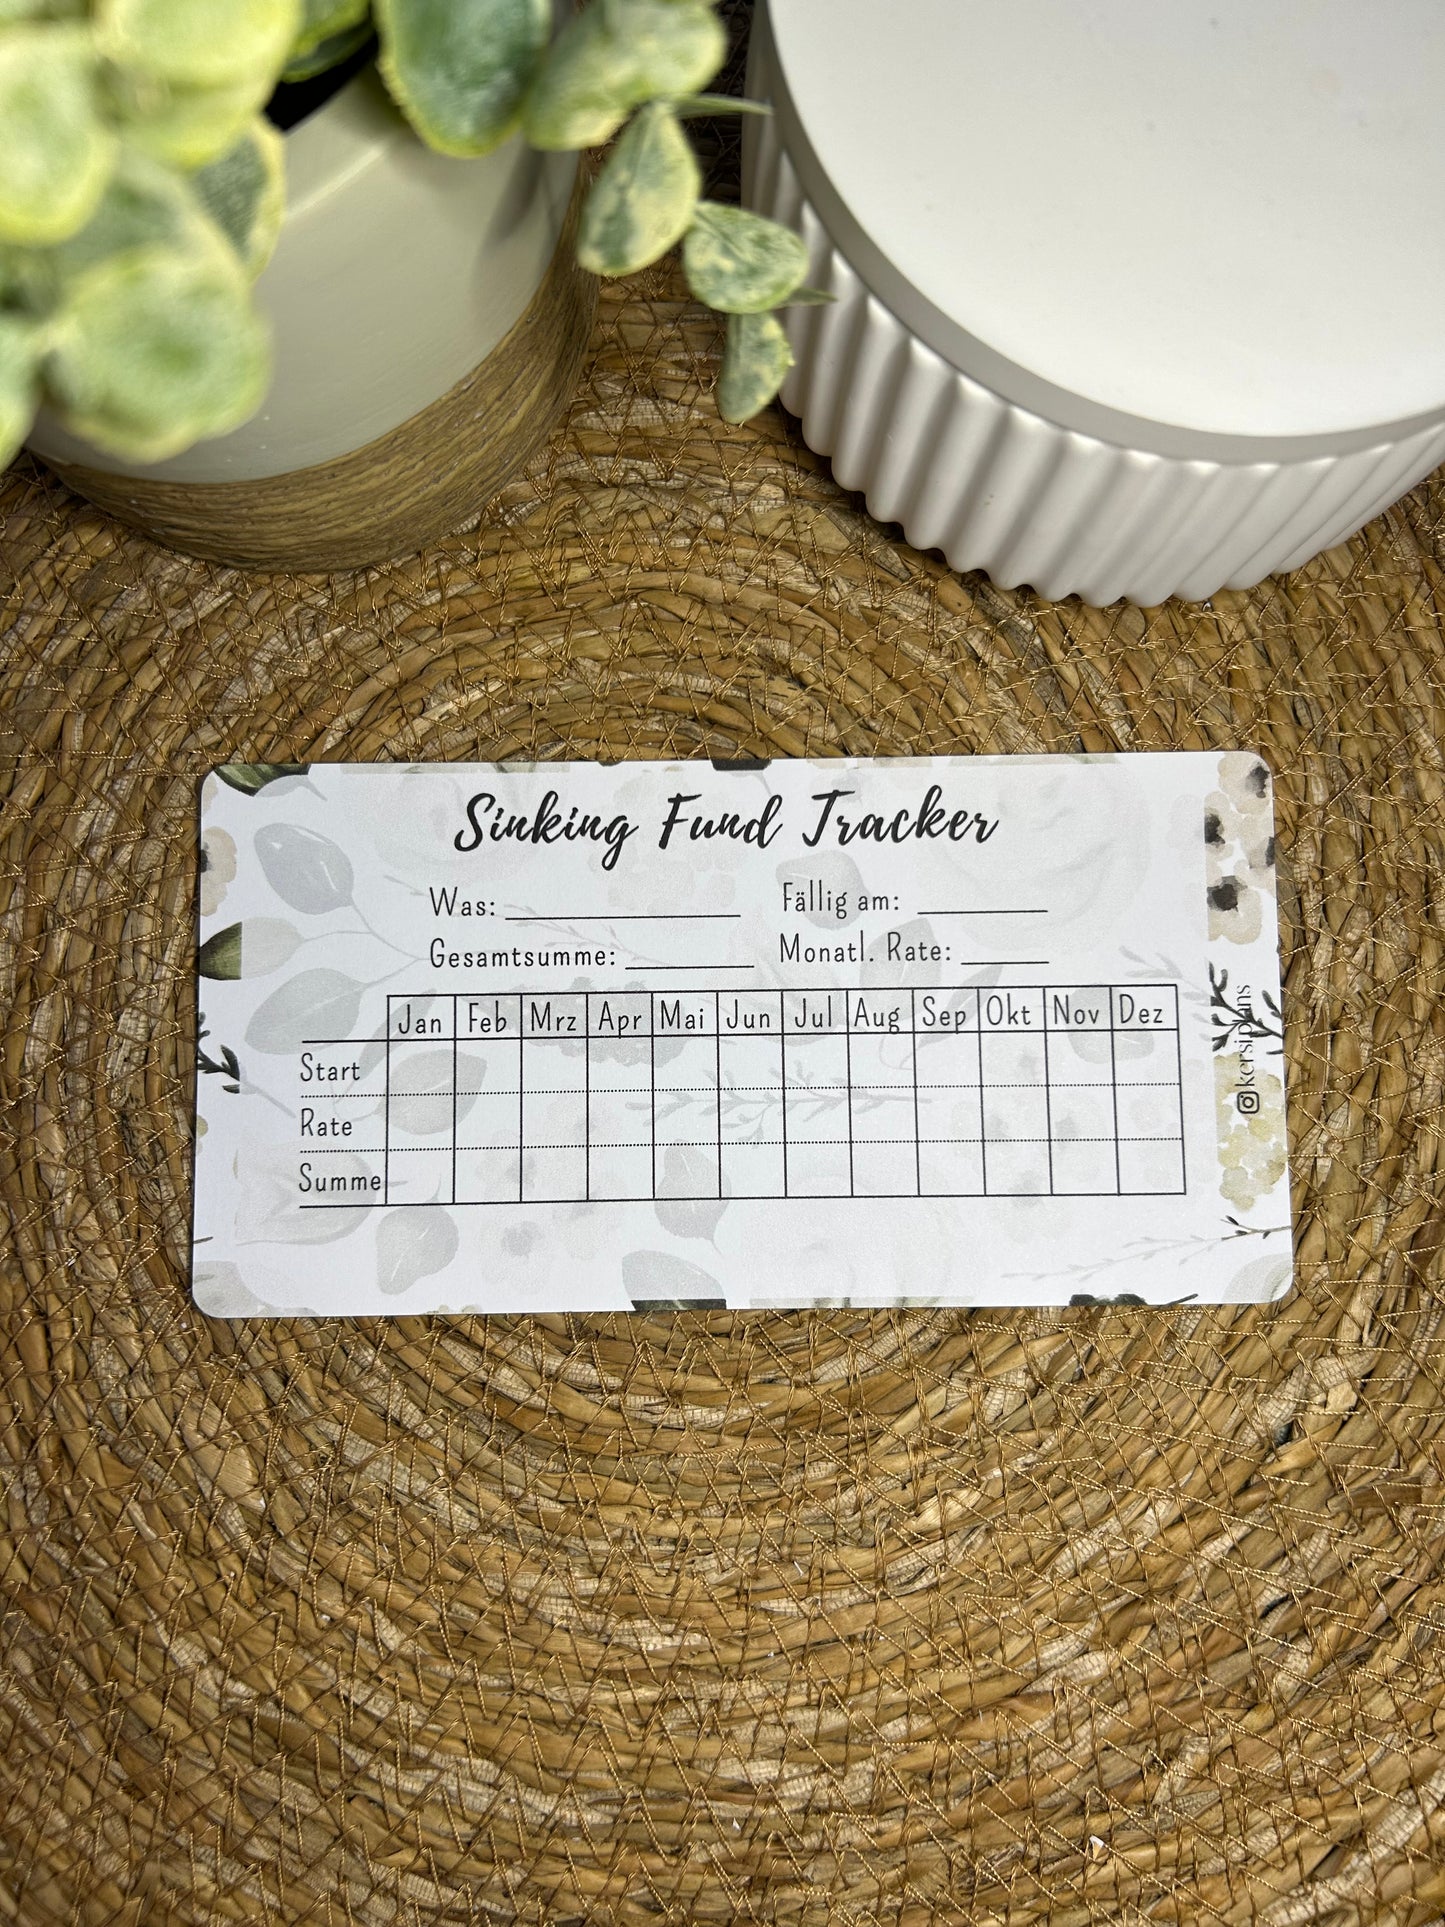 Sinking Fund Tracker
Was: Fällig am:
Gesamtsumme: Monatl. Rate:
Jan Feb Mrz Apr Mai Jun Jul Aug Sep Okt Nov Dez
Start
Rate
Summe
kersiplans